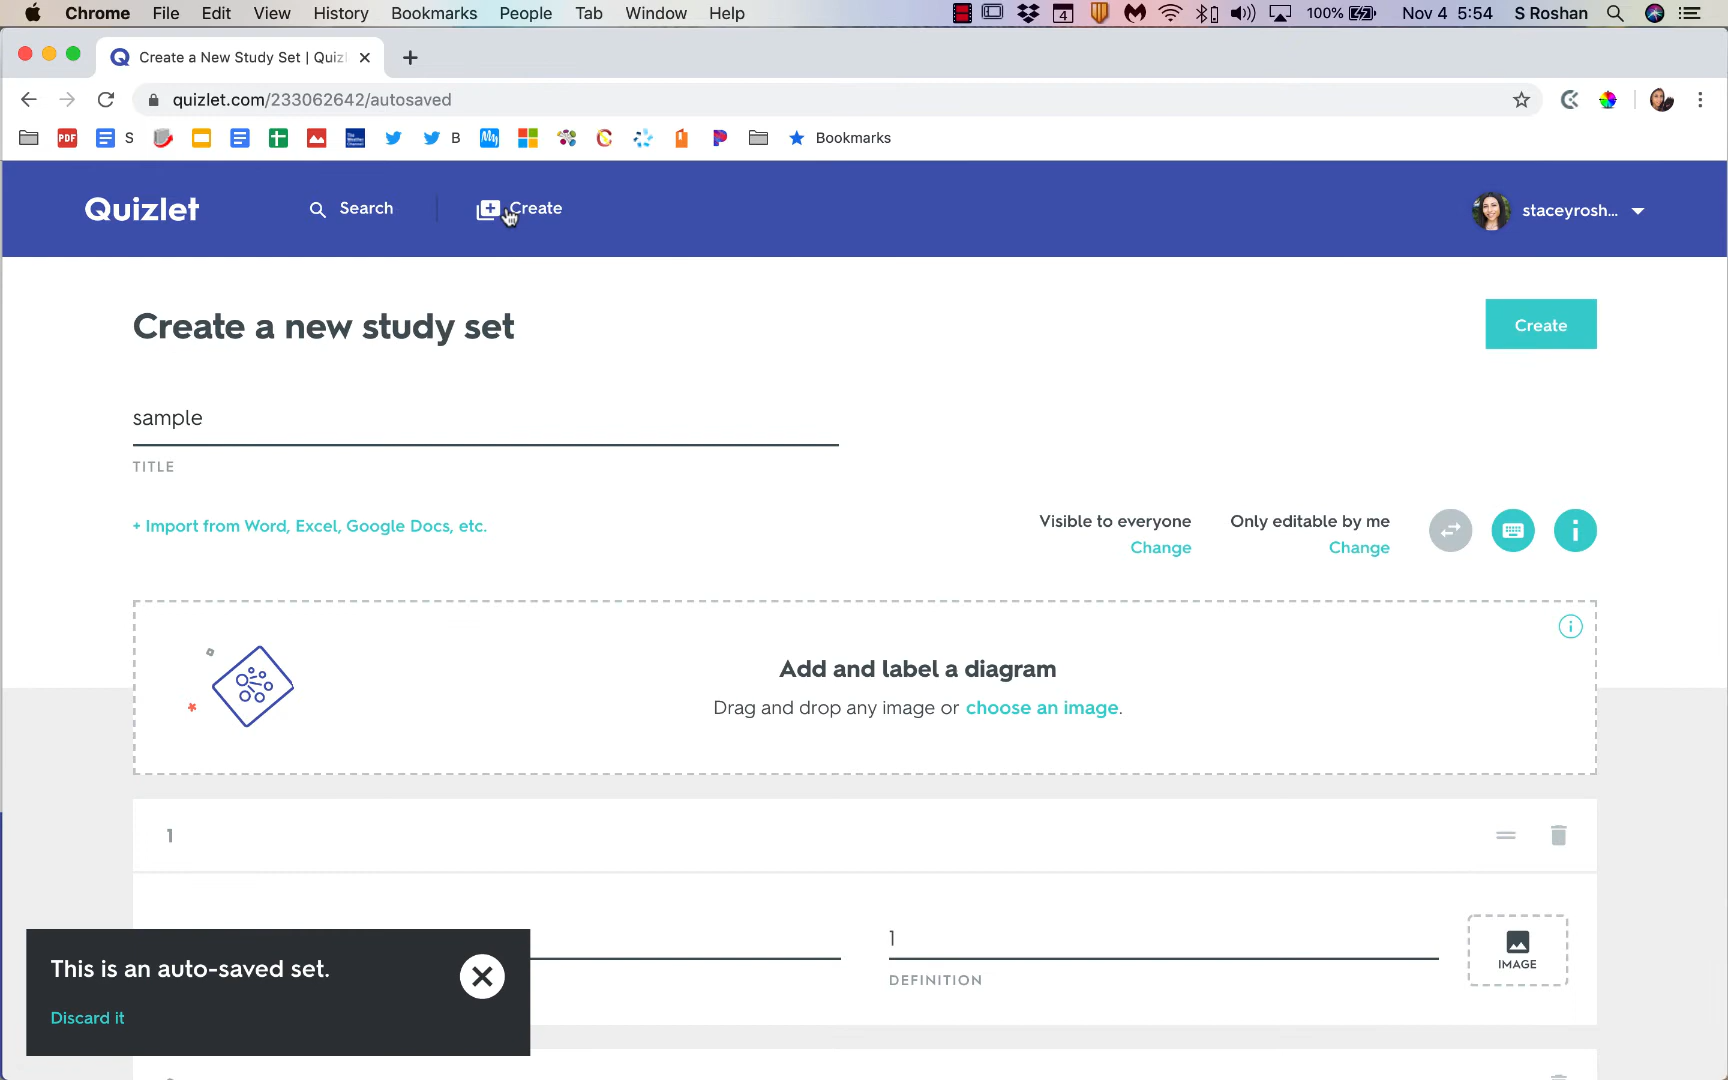 Chrome File Edit View History Bookmarks People Tab Window Help 4 100% Nov 4 5:54 S Roshan
Create a New Study Set | Quizl
quizlet.com/233062642/autosaved
PDF S B My Bookmarks
Quizlet Search Create staceyrosh...
Create a new study set Create
sample
TITLE
+ Import from Word, Excel, Google Docs, etc.
Visible to everyone Only editable by me
Change Change
Add and label a diagram
Drag and drop any image or choose an image.
1
1
IMAGE
DEFINITION
This is an auto-saved set.
Discard it